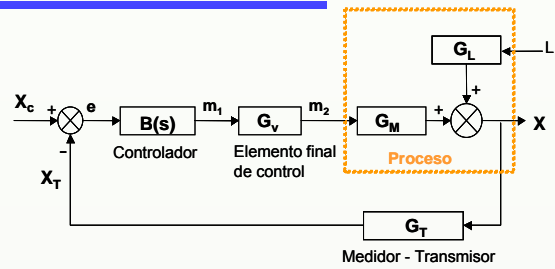 G_L
L
+
X_c
+
e
B(s)
m_1
G_v
m_2
G_M
+
X
−
Controlador
Elemento final
de control
Proceso
X_T
G_T
Medidor - Transmisor